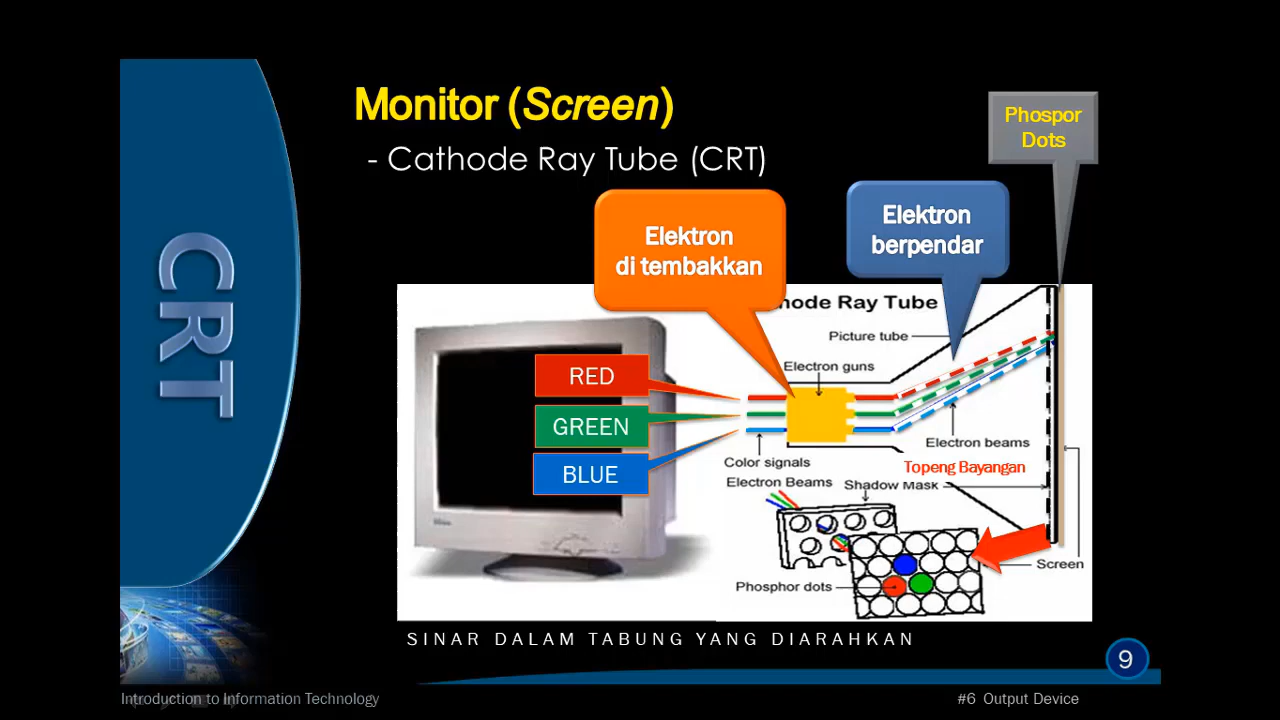 Monitor (Screen)
- Cathode Ray Tube (CRT)
CRT
Phospor
Dots
Elektron
di tembakkan
Elektron
berpendar
hode Ray Tube
Picture tube
Electron guns
RED
GREEN
BLUE
Electron beams
Color signals
Topeng Bayangan
Electron Beams
Shadow Mask
Screen
Phosphor dots
SINAR DALAM TABUNG YANG DIARAHKAN
9
Introduction to Information Technology
#6 Output Device